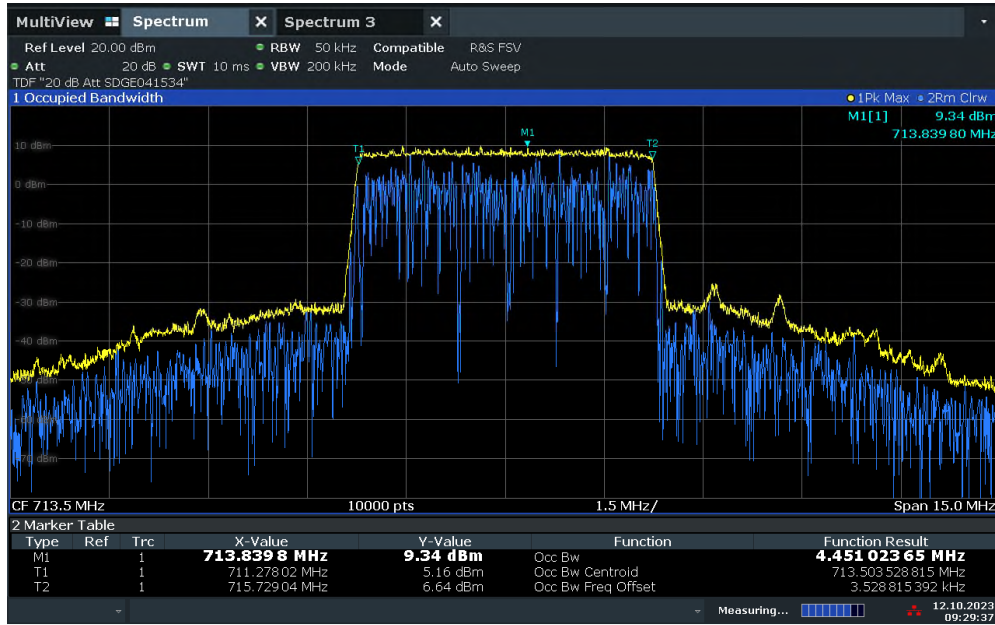 MultiView Spectrum X Spectrum 3 X
Ref Level 20.00 dBm RBW 50 kHz Compatible R&S FSV
Att 20 dB SWT 10 ms VBW 200 kHz Mode Auto Sweep
TDF "20 dB Att SDGE041534"
1 Occupied Bandwidth 1Pk Max 2Rm Clrw
M1[1] 9.34 dBm
713.839 80 MHz
M1
T1
T2
10 dBm
0 dBm
-10 dBm
-20 dBm
-30 dBm
-40 dBm
-70 dBm
CF 713.5 MHz 10000 pts 1.5 MHz/ Span 15.0 MHz
2 Marker Table
Type Ref Trc X-Value Y-Value Function Function Result
M1 1 713.839 8 MHz 9.34 dBm Occ Bw 4.451 023 65 MHz
T1 1 711.278 02 MHz 5.16 dBm Occ Bw Centroid 713.503 528 815 MHz
T2 1 715.729 04 MHz 6.64 dBm Occ Bw Freq Offset 3.528 815 392 kHz
Measuring... 12.10.2023
09:29:37